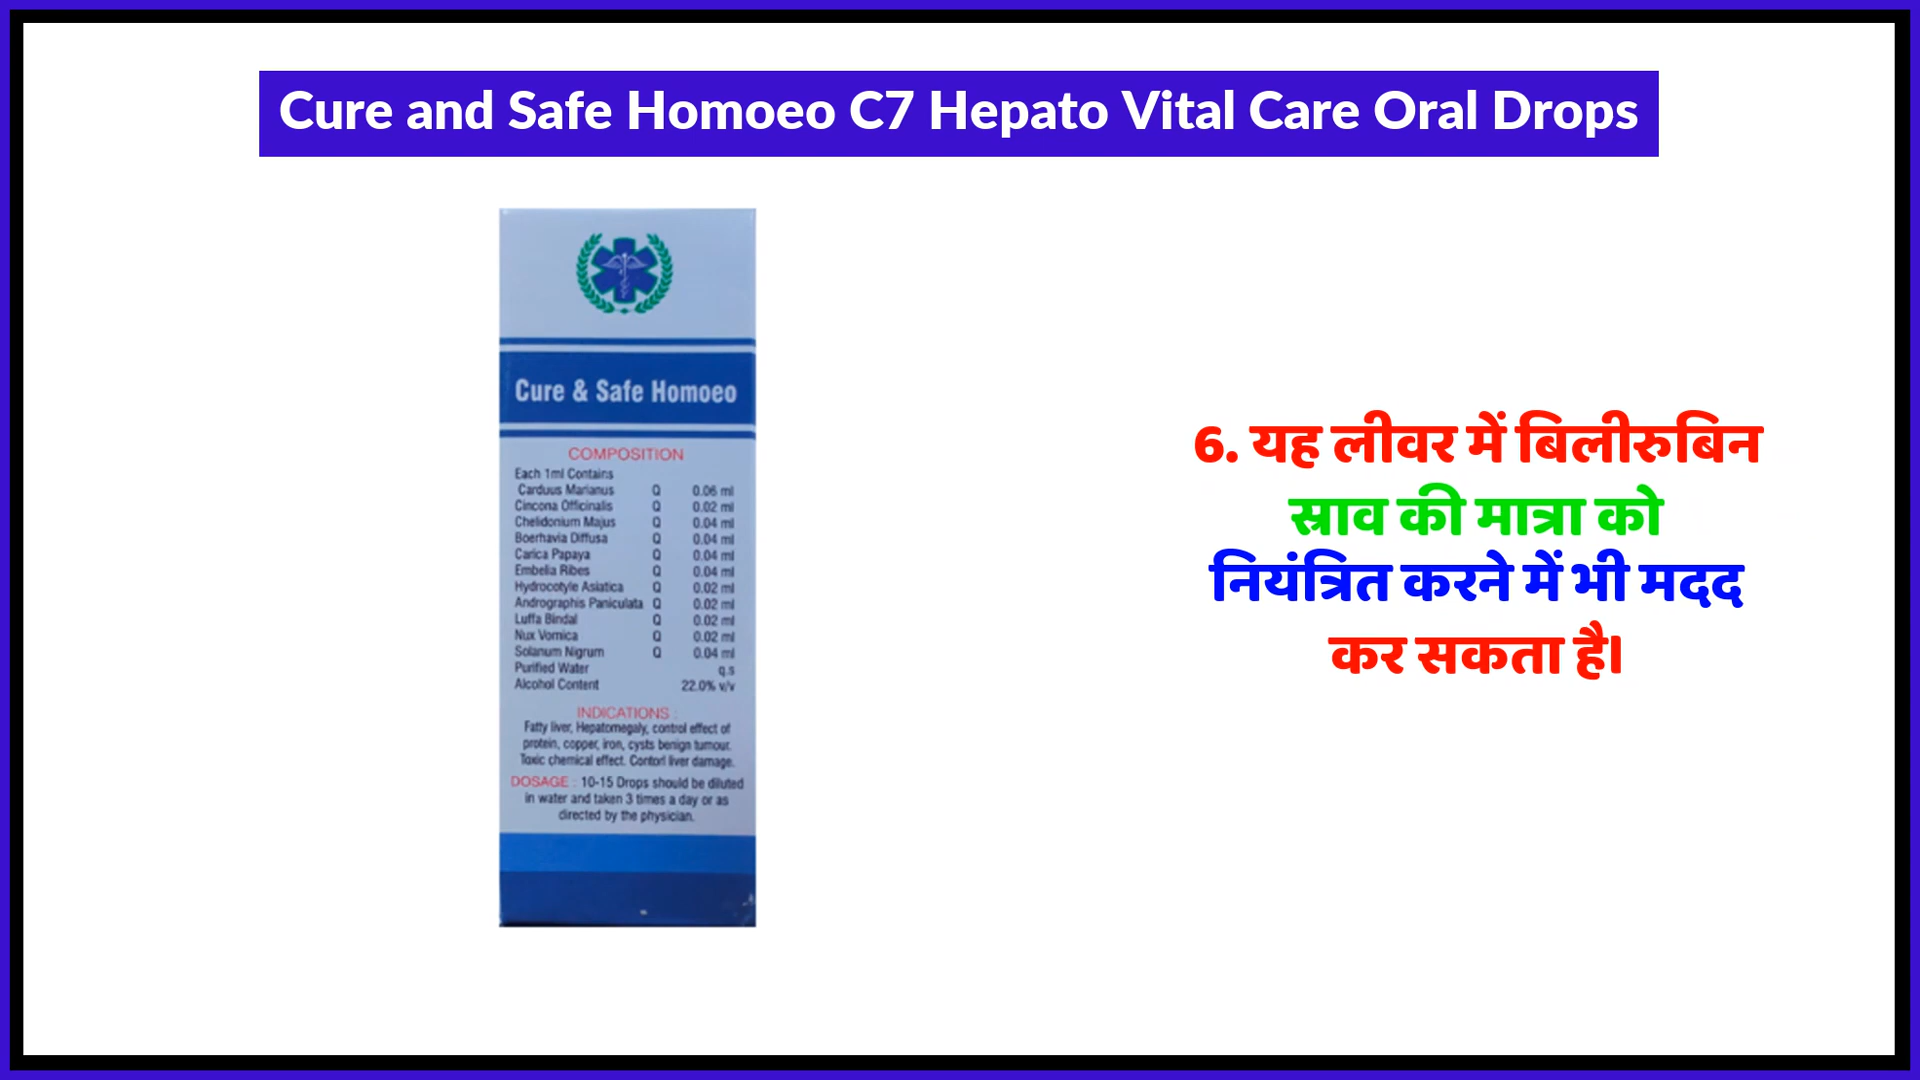 Cure and Safe Homoeo C7 Hepato Vital Care Oral Drops
Cure & Safe Homoeo
COMPOSITION
Each 1ml Contains
Carduus Marianus Q 0.06 ml
Cincona Officinalis Q 0.02 ml
Chelidonium Majus Q 0.04 ml
Boerhavia Diffusa Q 0.04 ml
Carica Papaya Q 0.04 ml
Embelia Ribes Q 0.04 ml
Hydrocotyle Asiatica Q 0.02 ml
Andrographis Paniculata Q 0.02 ml
Luffa Bindal Q 0.02 ml
Nux Vomica Q 0.02 ml
Solanum Nigrum Q 0.04 ml
Purified Water q.s
Alcohol Content 22.0% v/v
INDICATIONS :
Fatty liver, Hepatomegaly, control effect of
protein, copper, iron, cysts benign tumour.
Toxic chemical effect. Contorl liver damage.
DOSAGE : 10-15 Drops should be diluted
in water and taken 3 times a day or as
directed by the physician.
6. यह लीवर में बिलीरुबिन
स्राव की मात्रा को
नियंत्रित करने में भी मदद
कर सकता है।